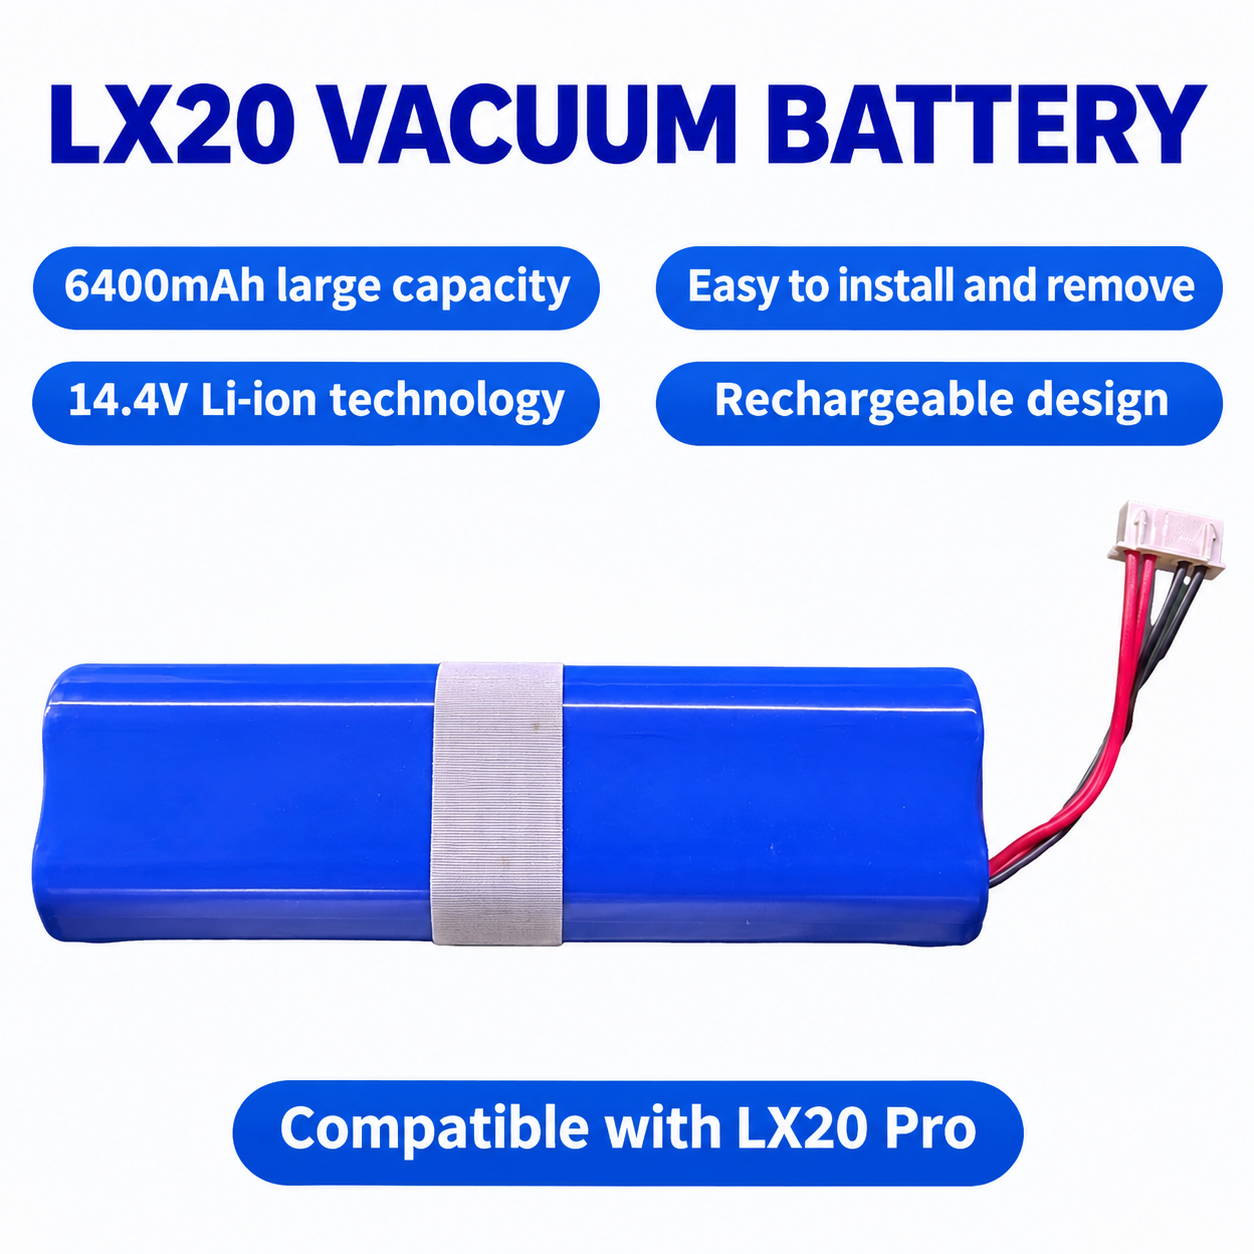 LX20 VACUUM BATTERY
6400mAh large capacity
Easy to install and remove
14.4V Li-ion technology
Rechargeable design
Compatible with LX20 Pro